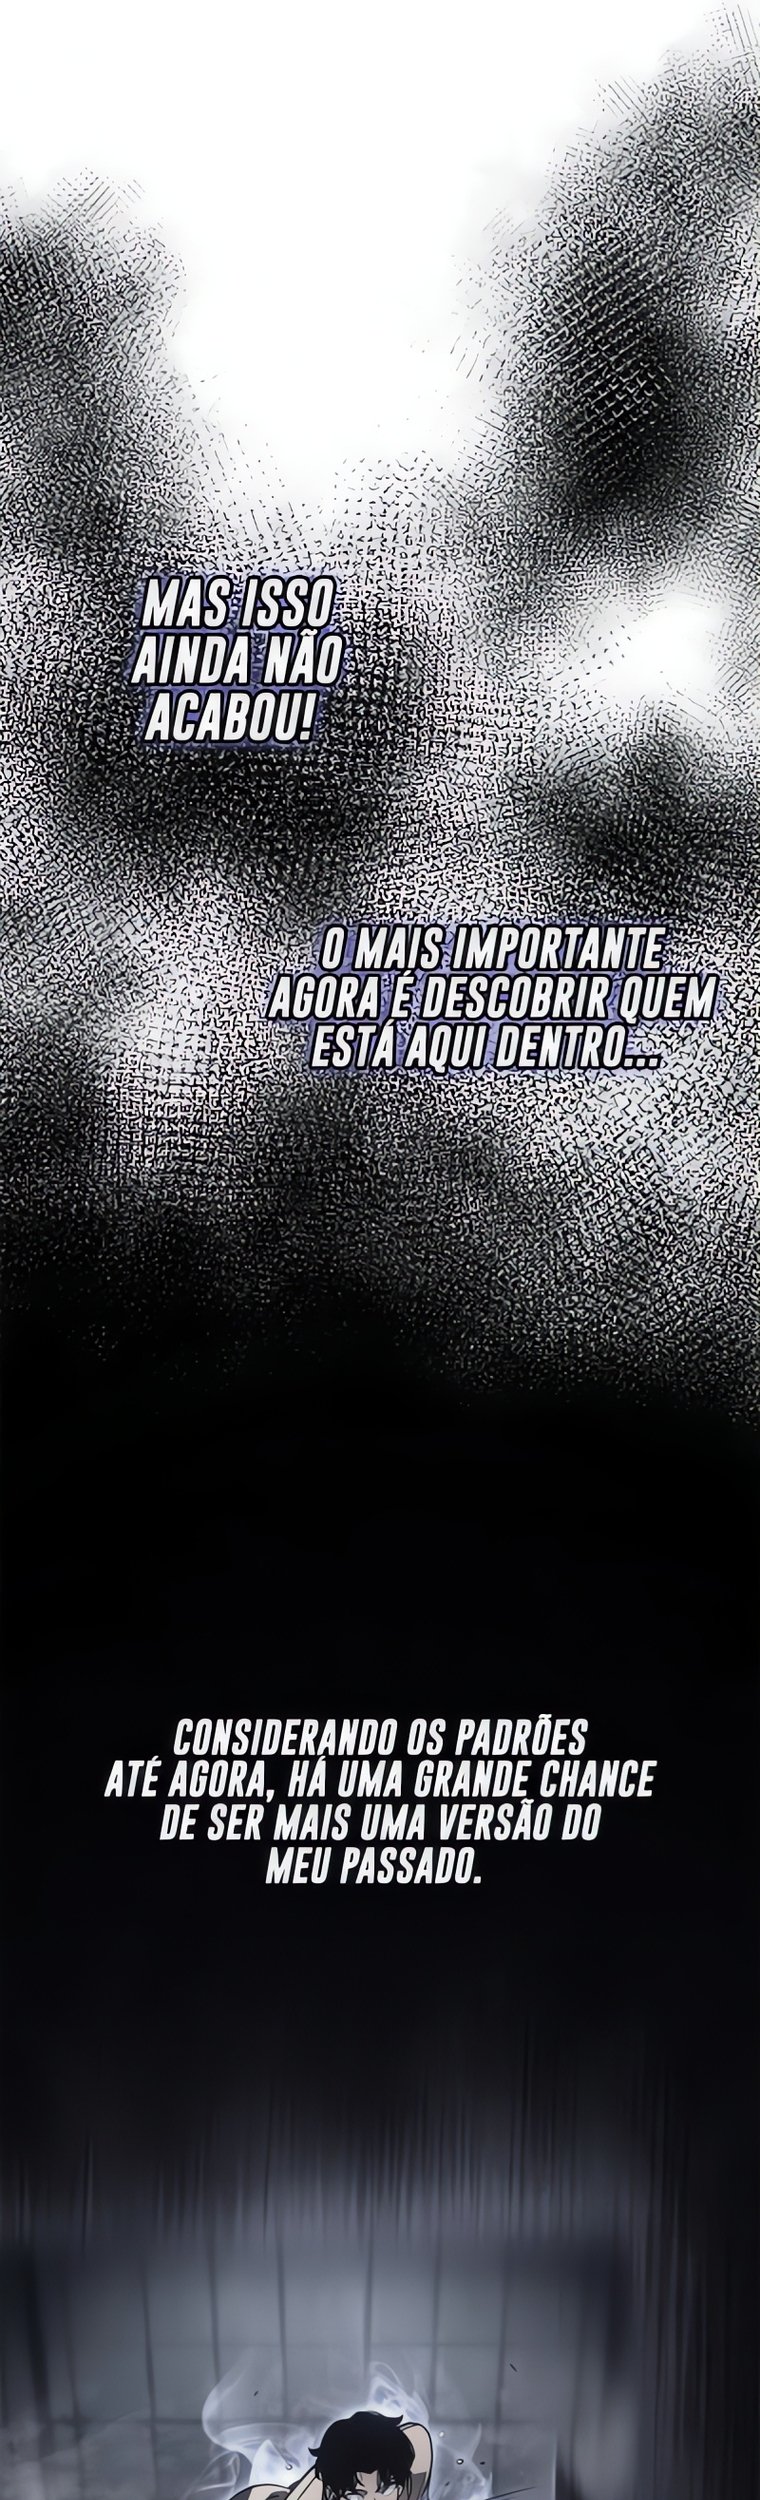 MAS ISSO
AINDA NÃO
ACABOU!
O MAIS IMPORTANTE
AGORA É DESCOBRIR QUEM
ESTÁ AQUI DENTRO...
CONSIDERANDO OS PADRÕES
ATÉ AGORA, HÁ UMA GRANDE CHANCE
DE SER MAIS UMA VERSÃO DO
MEU PASSADO.